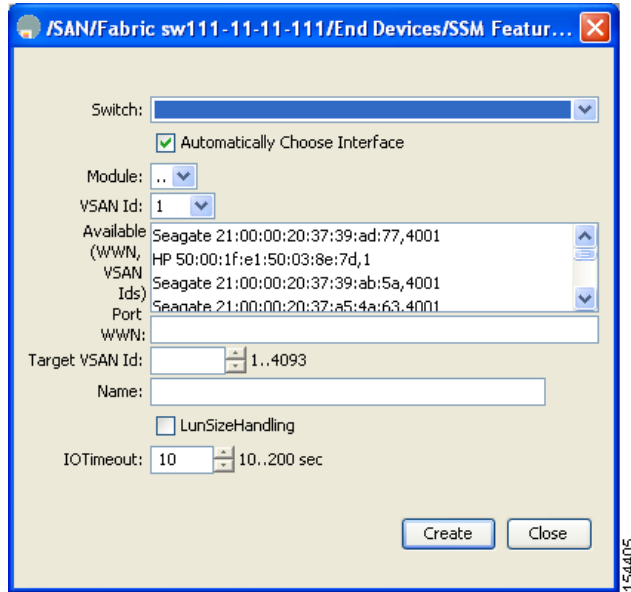 /SAN/Fabric sw111-11-11-111/End Devices/SSM Featur...
Switch:
Automatically Choose Interface
Module: ..
VSAN Id: 1
Available (WWN, VSAN Ids)
Seagate 21:00:00:20:37:39:ad:77,4001
HP 50:00:1f:e1:50:03:8e:7d,1
Seagate 21:00:00:20:37:39:ab:5a,4001
Seagate 21:00:00:20:37:a5:4a:63,4001
Port WWN:
Target VSAN Id: 1..4093
Name:
LunSizeHandling
IOTimeout: 10 10..200 sec
Create Close
154405